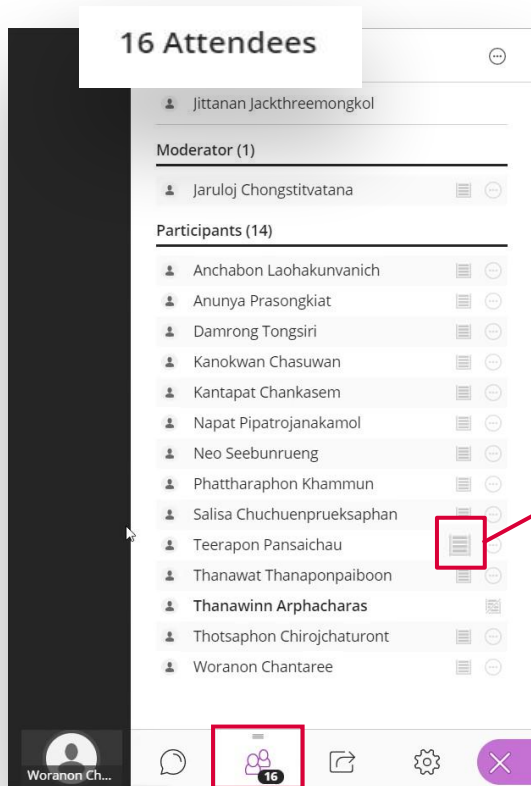 16 Attendees
Jittanan Jackthreemongkol
Moderator (1)
Jaruloj Chongstitvatana
Participants (14)
Anchabon Laohakunvanich
Anunya Prasongkiat
Damrong Tongsiri
Kanokwan Chasuwan
Kantapat Chankasem
Napat Pipatrojanakamol
Neo Seebunrueng
Phattharaphon Khammun
Salisa Chuchuenprueksaphan
Teerapon Pansaichau
Thanawat Thanaponpaiboon
Thanawinn Arphacharas
Thotsaphon Chirojchaturont
Woranon Chantaree
Woranon Ch...
16